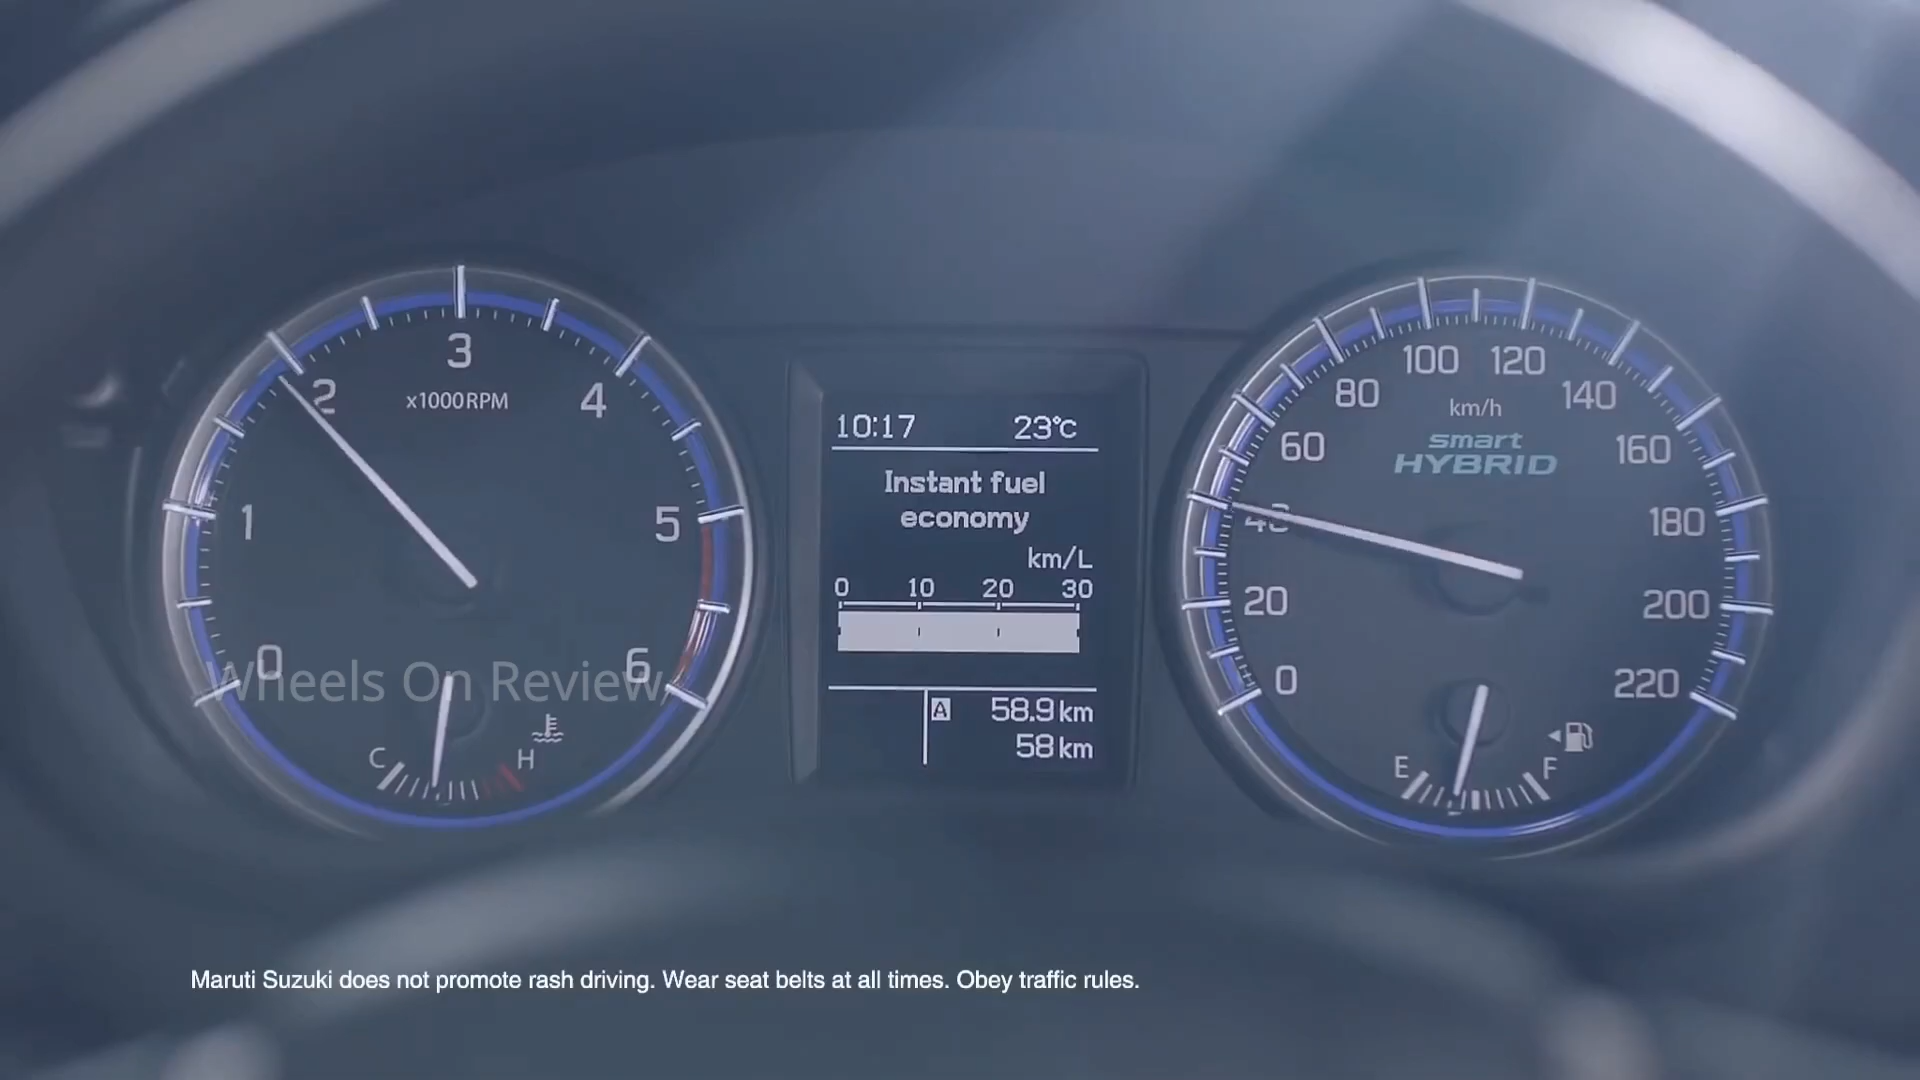 3
2
x1000RPM
4
1
5
0
6
C
H
Wheels On Review
10:17 23°C
Instant fuel
economy
km/L
0 10 20 30
A 58.9 km
58 km
100 120
80
140
km/h
smart
HYBRID
60
160
40
180
20
200
0
220
E
F
Maruti Suzuki does not promote rash driving. Wear seat belts at all times. Obey traffic rules.